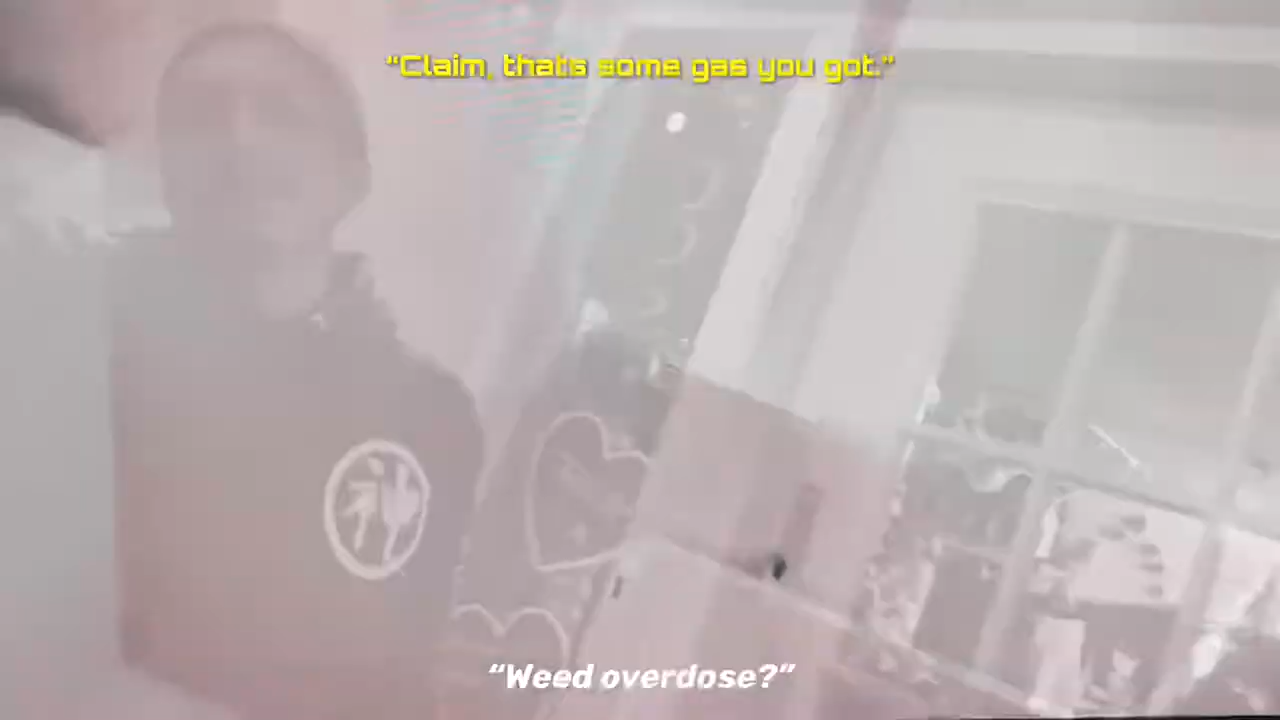 “Claim, thats some gas you got.”
“Weed overdose?”